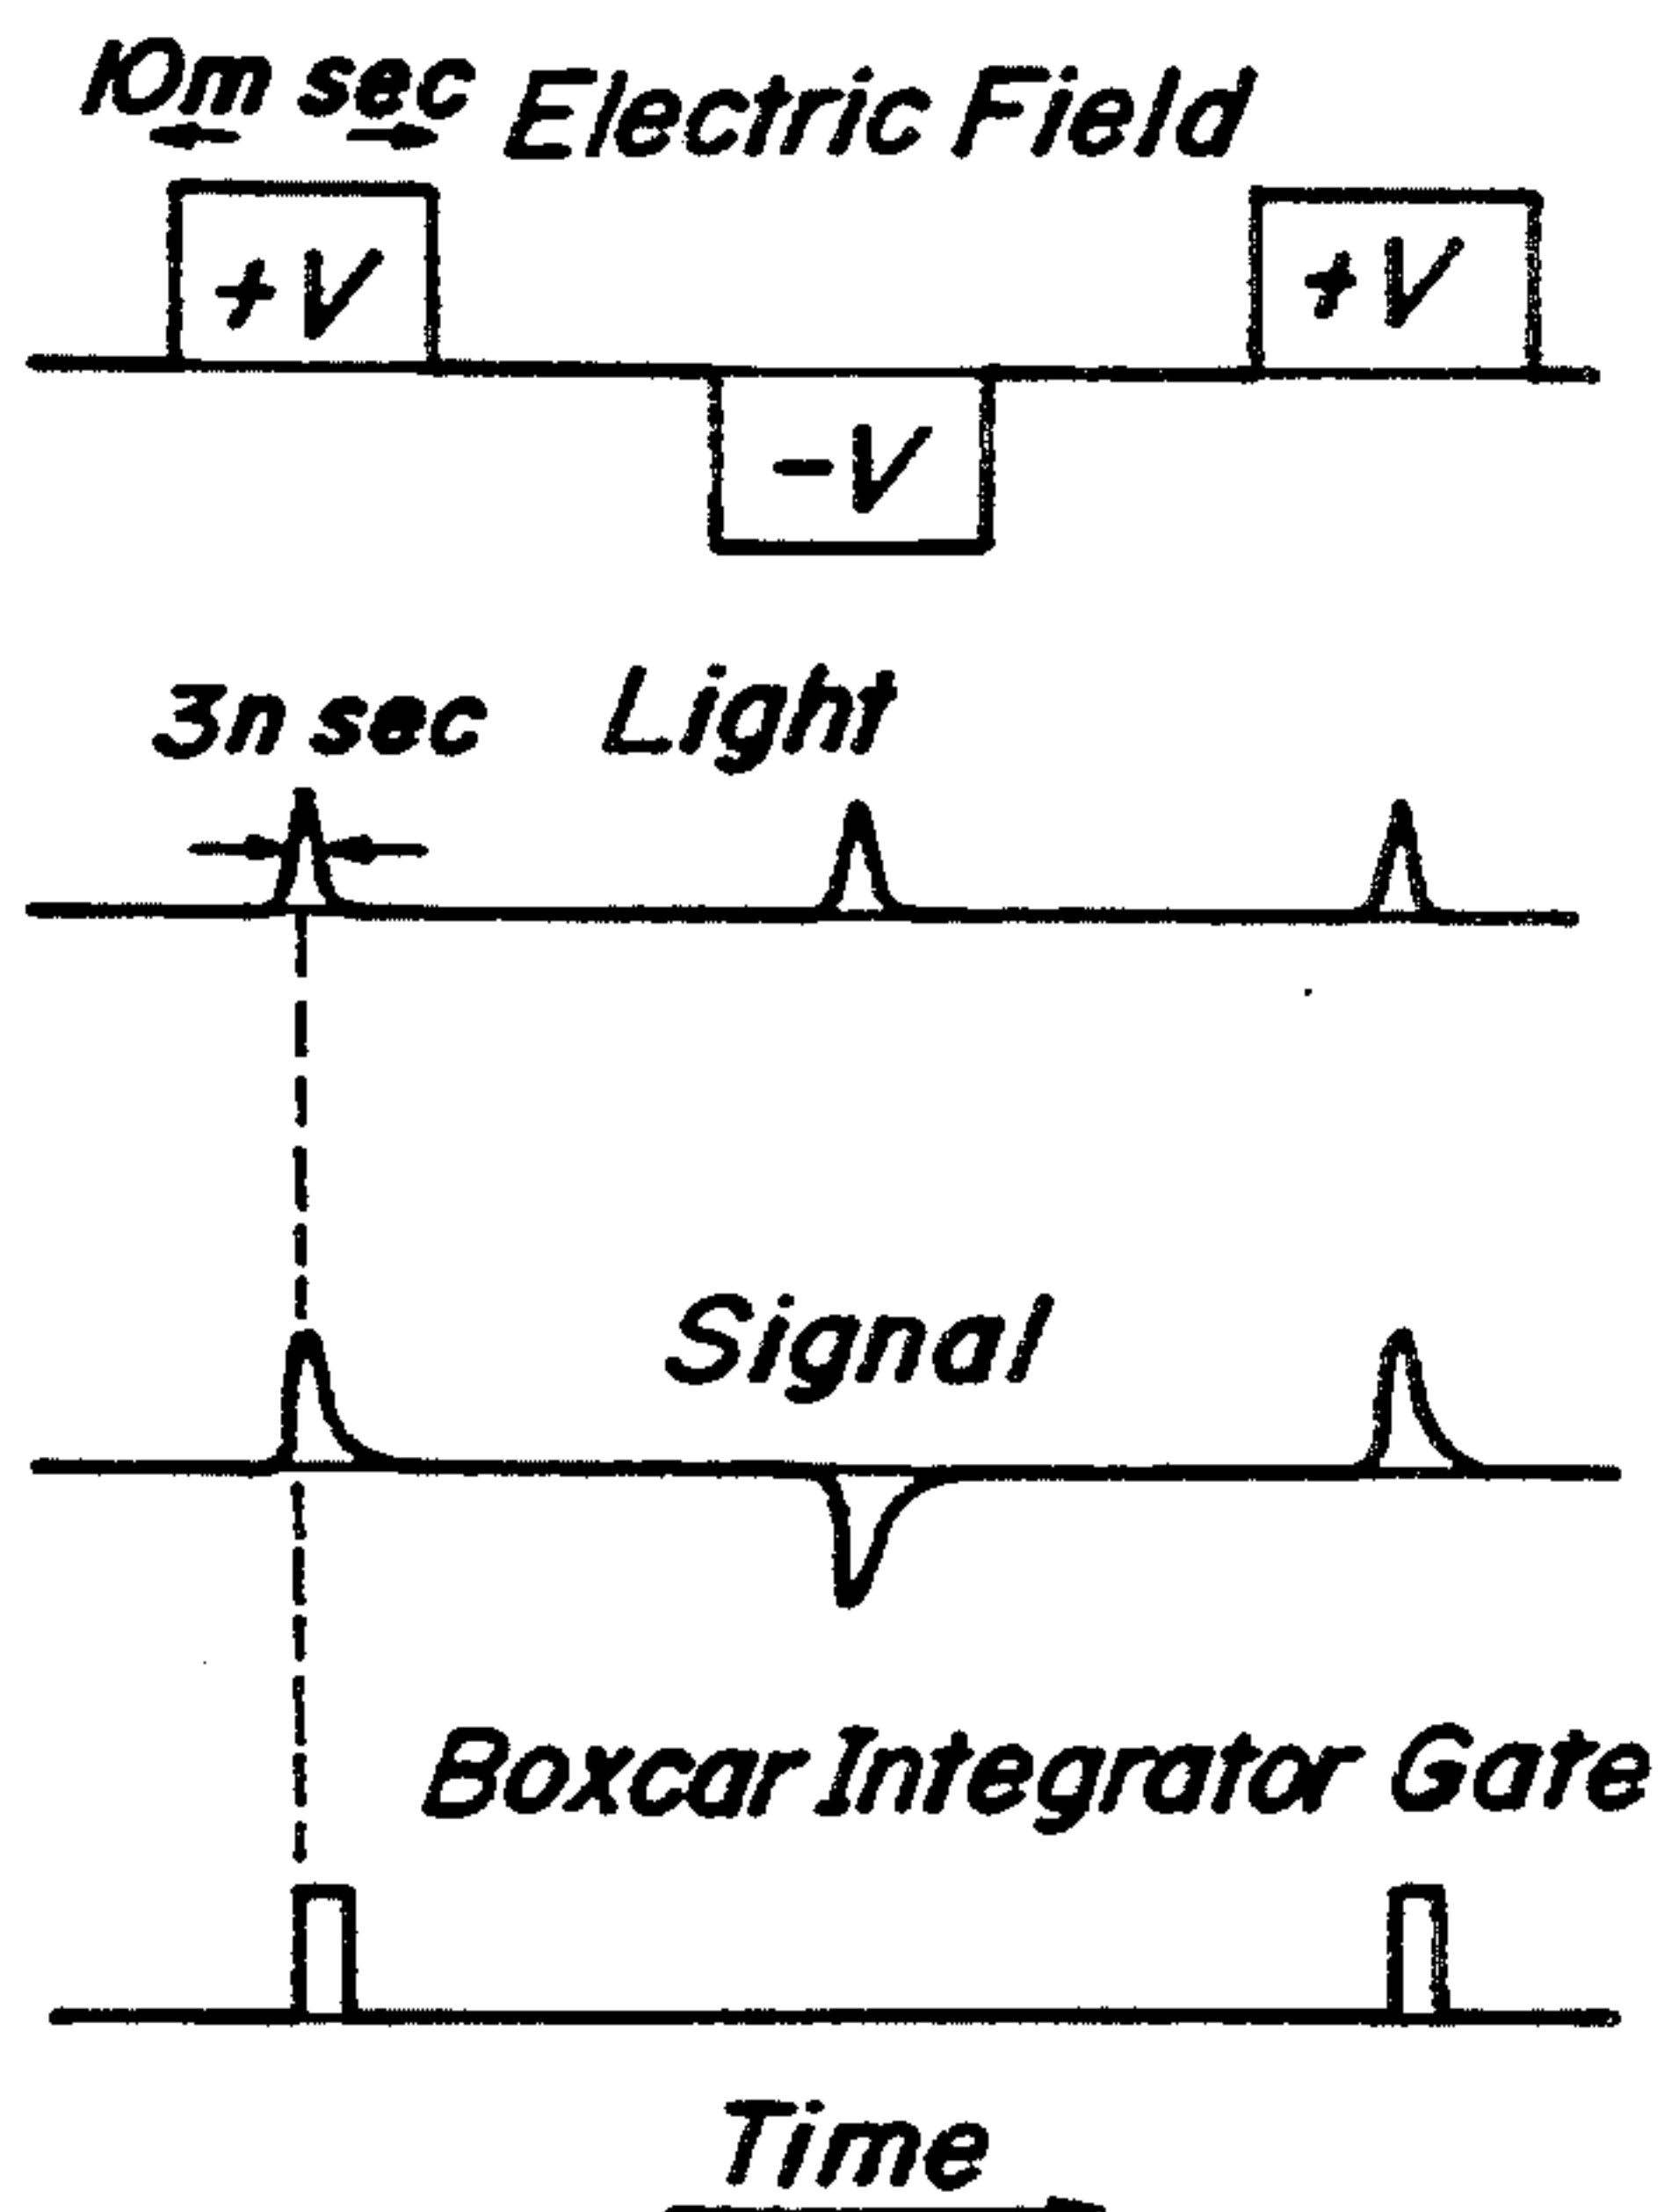 10m sec Electric Field
+V
+V
-V
3n sec Light
Signal
Boxcar Integrator Gate
Time